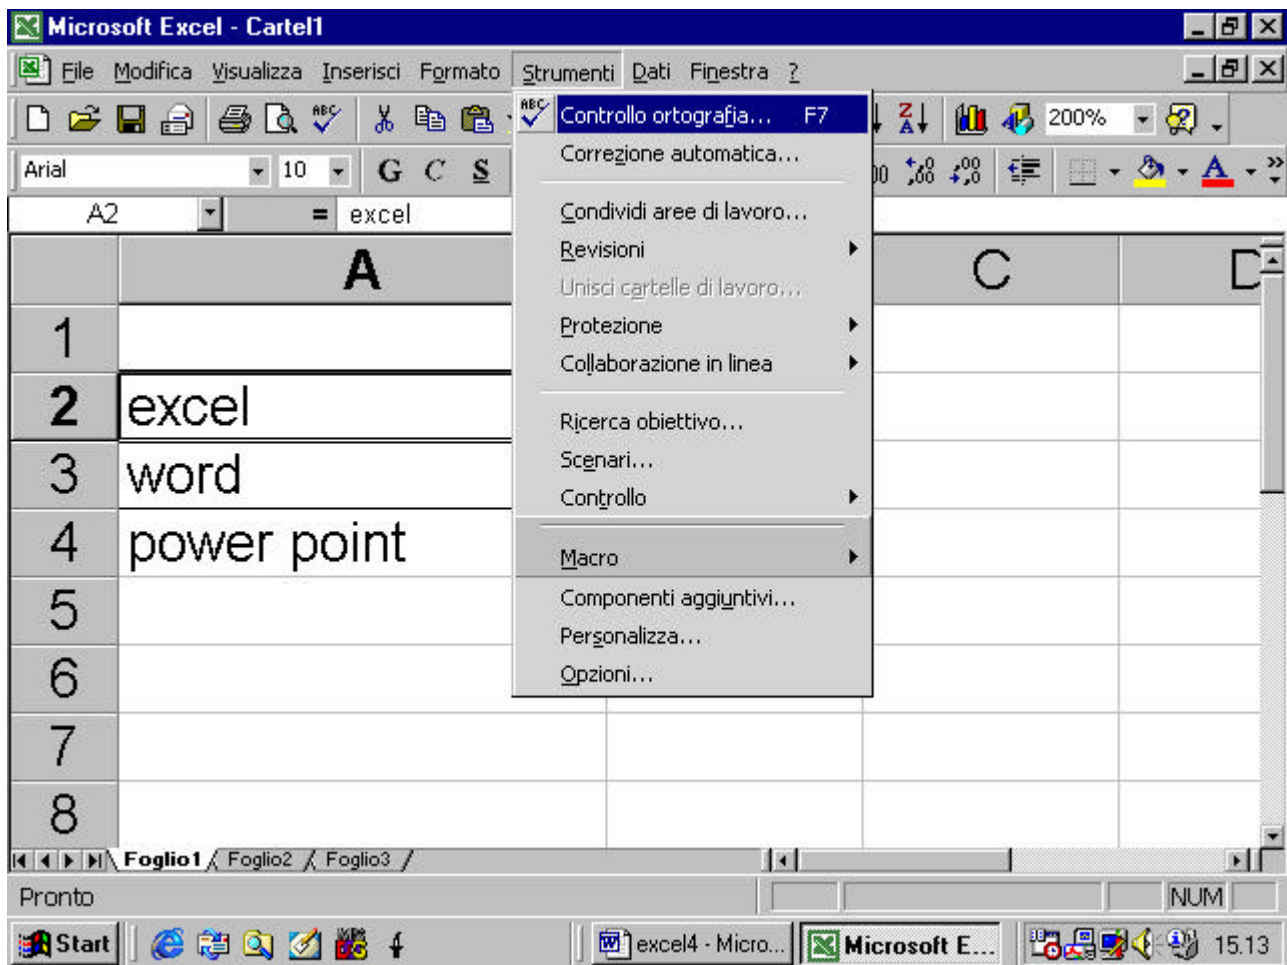 Microsoft Excel - Cartel1
File Modifica Visualizza Inserisci Formato Strumenti Dati Finestra ?
ABC ABC Z A 200%
Arial 10 G C S
A2 = excel
Controllo ortografia... F7
Correzione automatica...
Condividi aree di lavoro...
Revisioni
Unisci cartelle di lavoro...
Protezione
Collaborazione in linea
Ricerca obiettivo...
Scenari...
Controllo
Macro
Componenti aggiuntivi...
Personalizza...
Opzioni...
A C D
1
2 excel
3 word
4 power point
5
6
7
8
Foglio1 Foglio2 Foglio3
Pronto NUM
Start excel4 - Micro... Microsoft E... 15.13